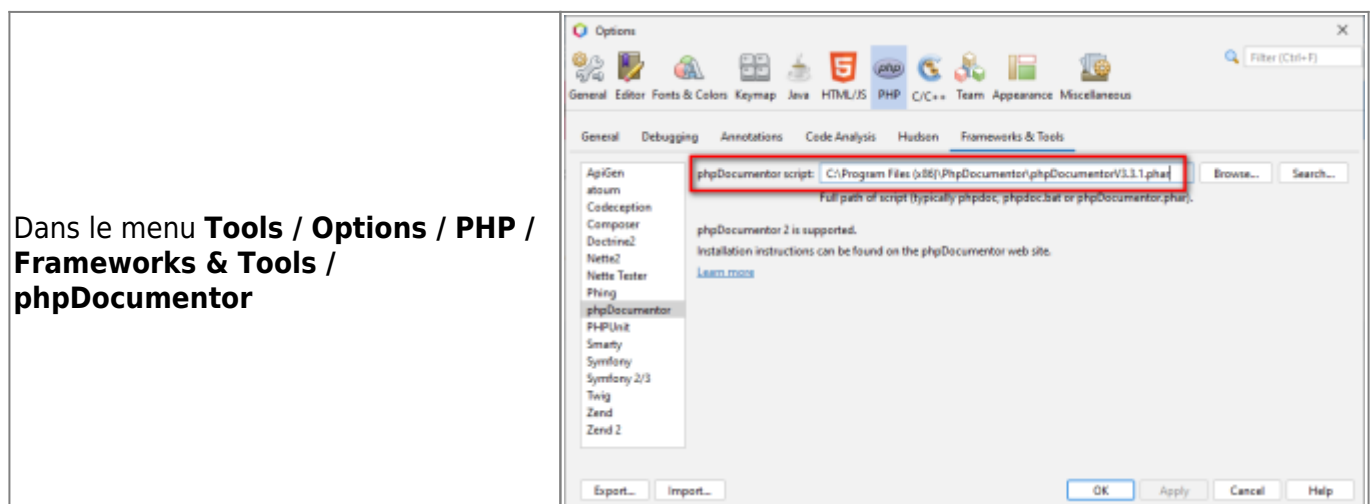 Dans le menu Tools / Options / PHP /
Frameworks & Tools /
phpDocumentor
Options
Filter (Ctrl+F)
General Editor Fonts & Colors Keymap Java HTML/JS PHP C/C++ Team Appearance Miscellaneous
General Debugging Annotations Code Analysis Hudson Frameworks & Tools
ApiGen
atoum
Codeception
Composer
Doctrine2
Nette2
Nette Tester
Phing
phpDocumentor
PHPUnit
Smarty
Symfony
Symfony 2/3
Twig
Zend
Zend 2
phpDocumentor script: C:\Program Files (x86)\PhpDocumentor\phpDocumentorV3.3.1.phar Browse... Search...
Full path of script (typically phpdoc, phpdoc.bat or phpDocumentor.phar).
phpDocumentor 2 is supported.
Installation instructions can be found on the phpDocumentor web site.
Learn more
Export... Import... OK Apply Cancel Help